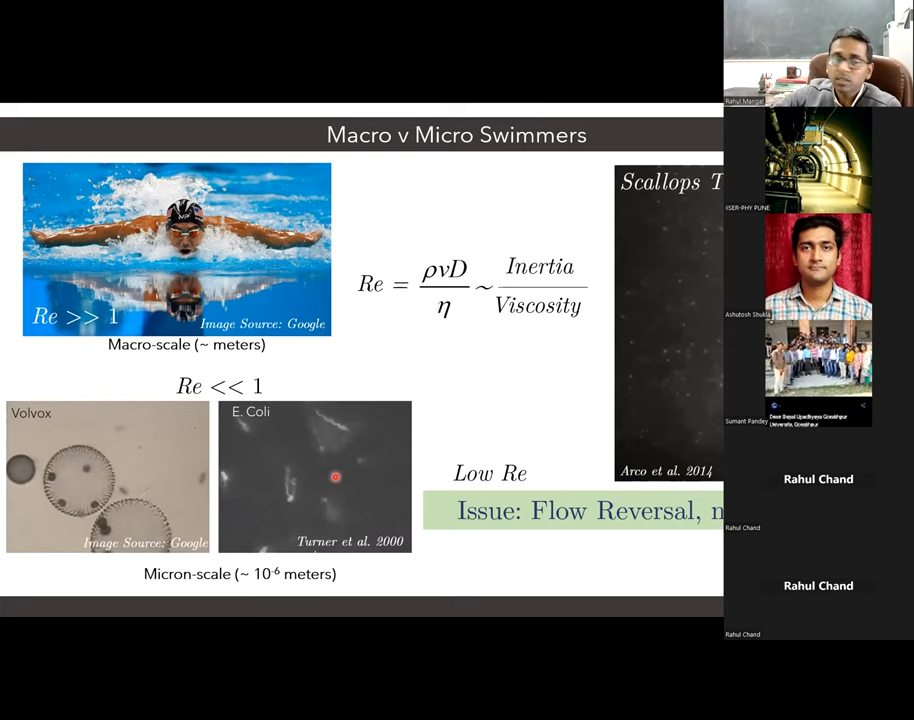 Macro v Micro Swimmers
Re >> 1
Image Source: Google
Macro-scale (~ meters)
Re = ρvD / η ~ Inertia / Viscosity
Scallops T
Re << 1
Volvox
E. Coli
Image Source: Google
Turner et al. 2000
Micron-scale (~ 10⁻⁶ meters)
Arco et al. 2014
Low Re
Issue: Flow Reversal, n
Rahul Mangal
IISER-PHY PUNE
Ashutosh Shukla
Deen Dayal Upadhyaya Gorakhpur
University, Gorakhpur
Sumant Pandey
Rahul Chand
Rahul Chand
Rahul Chand
Rahul Chand